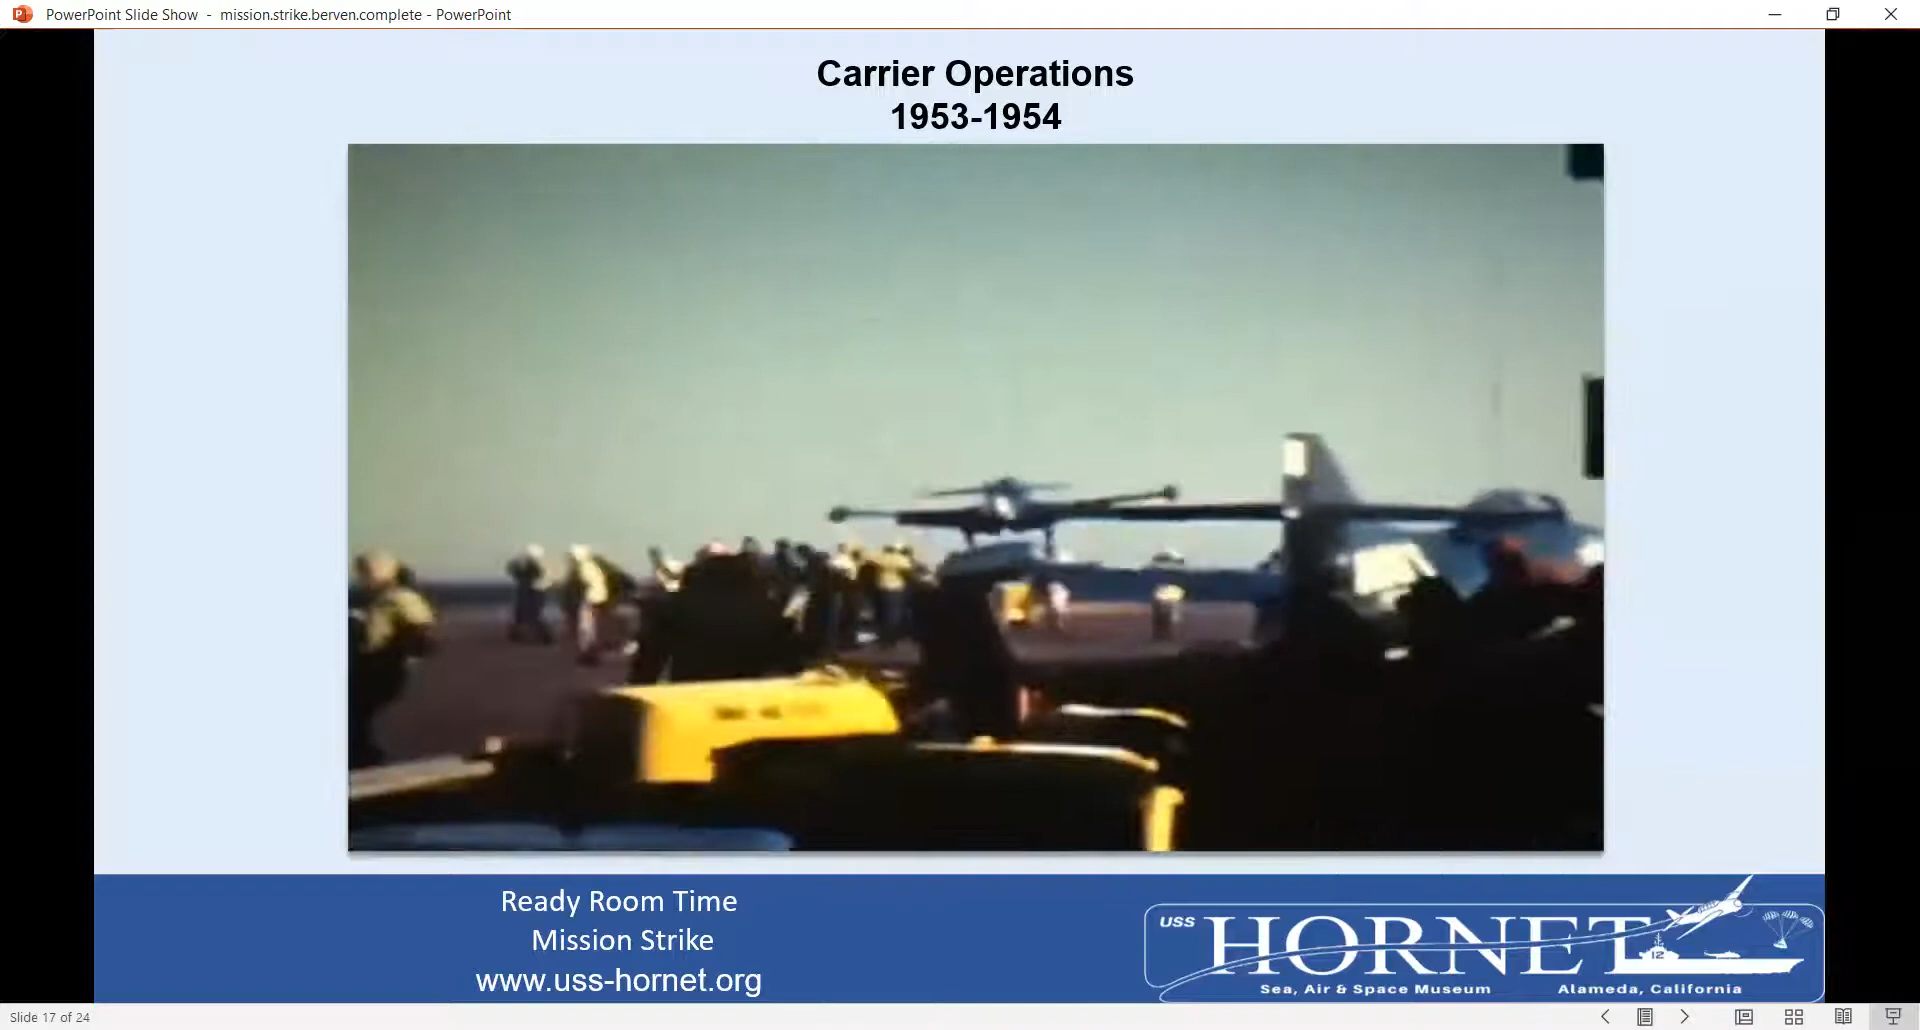 PowerPoint Slide Show - mission.strike.berven.complete - PowerPoint
Carrier Operations
1953-1954
Ready Room Time
Mission Strike
www.uss-hornet.org
USS HORNET
12
Sea, Air & Space Museum Alameda, California
Slide 17 of 24